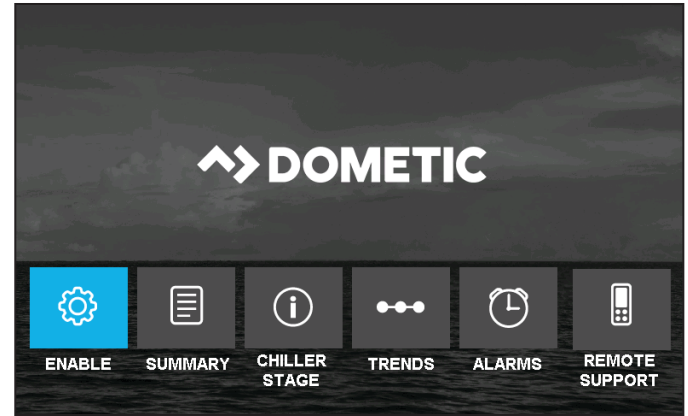 DOMETIC
ENABLE
SUMMARY
CHILLER
STAGE
TRENDS
ALARMS
REMOTE
SUPPORT